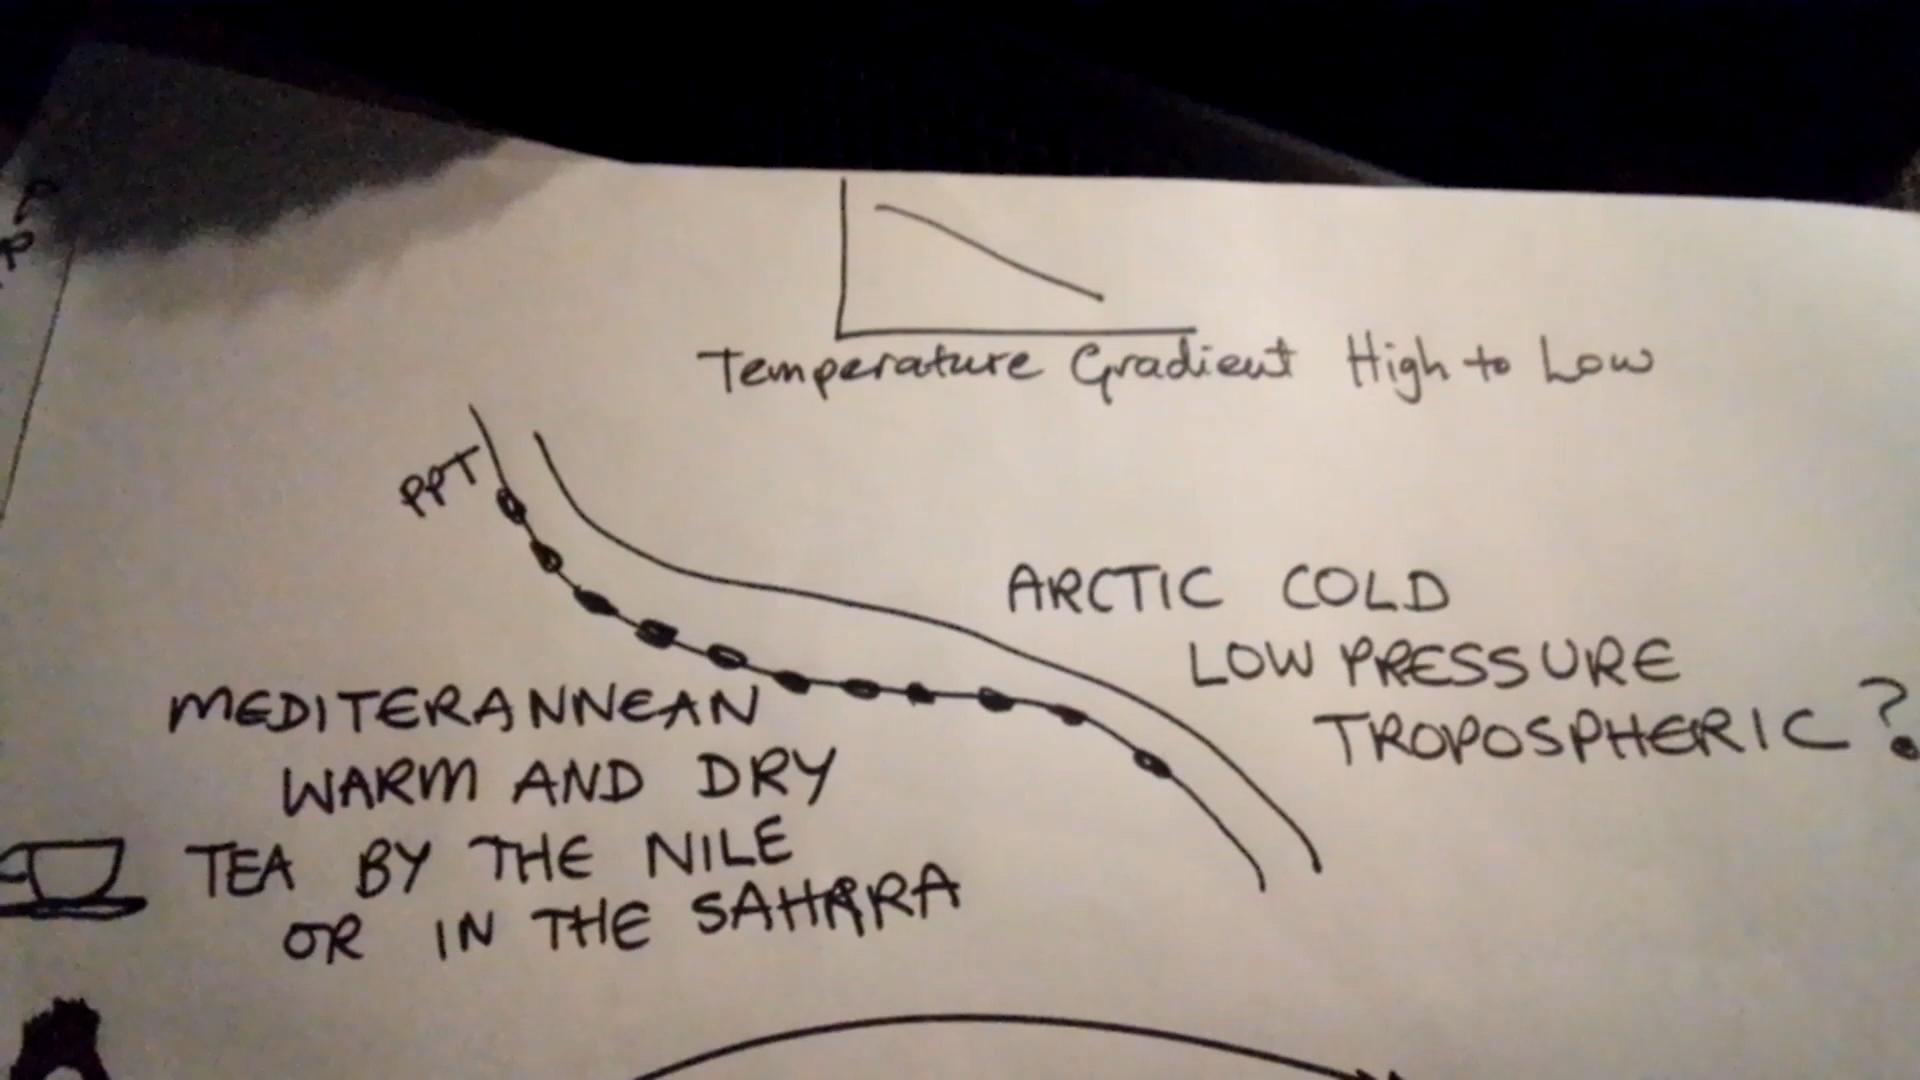 Temperature Gradient High to Low
PPT
ARCTIC COLD
LOW PRESSURE
TROPOSPHERIC?
MEDITERANNEAN
WARM AND DRY
TEA BY THE NILE
OR IN THE SAHARA